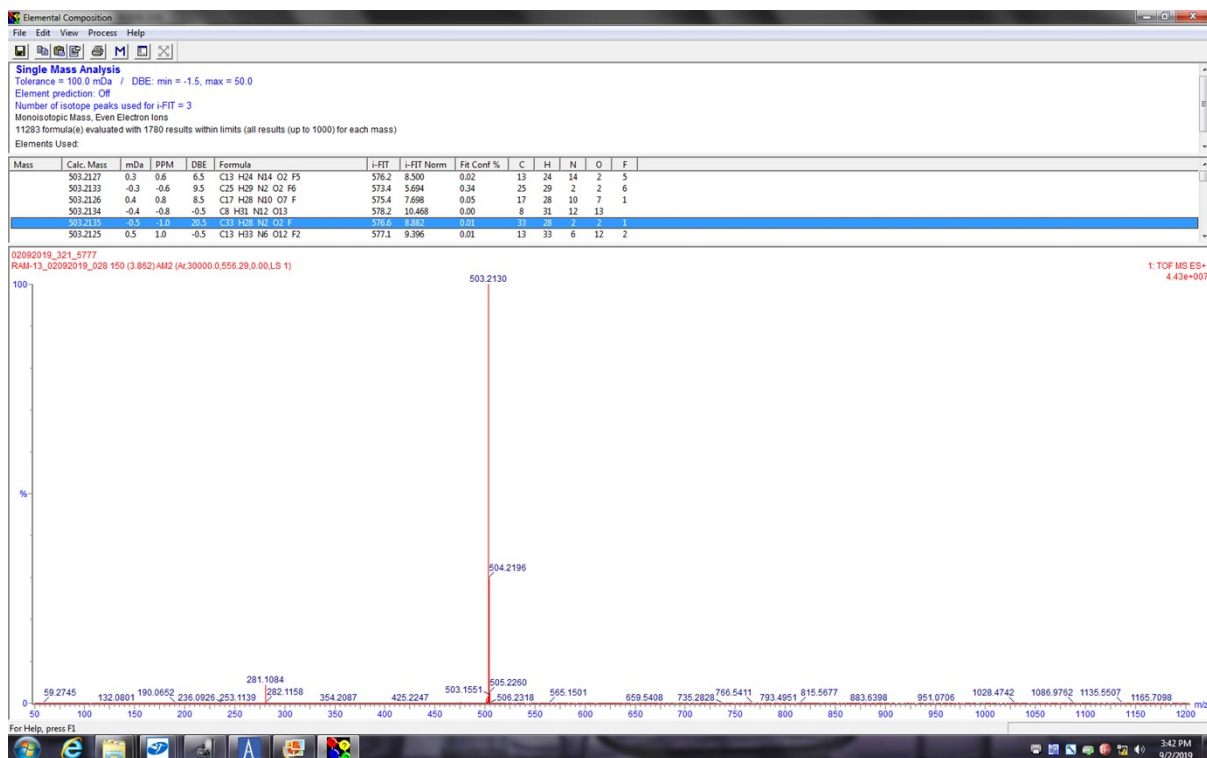 Elemental Composition
File Edit View Process Help
Single Mass Analysis
Tolerance = 100.0 mDa / DBE: min = -1.5, max = 50.0
Element prediction: Off
Number of isotope peaks used for i-FIT = 3
Monoisotopic Mass, Even Electron Ions
11283 formula(e) evaluated with 1780 results within limits (all results (up to 1000) for each mass)
Elements Used:
Mass Calc. Mass mDa PPM DBE Formula i-FIT i-FIT Norm Fit Conf % C H N O F
503.2127 0.3 0.6 6.5 C13 H24 N14 O2 F5 576.2 8.500 0.02 13 24 14 2 5
503.2133 -0.3 -0.6 9.5 C25 H29 N2 O2 F6 573.4 5.694 0.34 25 29 2 2 6
503.2126 0.4 0.8 8.5 C17 H28 N10 O7 F 575.4 7.698 0.05 17 28 10 7 1
503.2134 -0.4 -0.8 -0.5 C8 H31 N12 O13 578.2 10.468 0.00 8 31 12 13
503.2135 -0.5 -1.0 20.5 C33 H28 N2 O2 F 576.6 8.882 0.01 33 28 2 2 1
503.2125 0.5 1.0 -0.5 C13 H33 N6 O12 F2 577.1 9.396 0.01 13 33 6 12 2
02092019_321_5777
RAM-13_02092019_028 150 (3.862) AM2 (Ar,30000.0,556.29,0.00,LS 1)
1: TOF MS ES+
4.43e+007
100
503.2130
%
504.2196
281.1084
505.2260
503.1551
59.2745 132.0801 190.0652 236.0926 253.1139 282.1158 354.2087 425.2247 506.2318 565.1501 659.5408 735.2828 766.5411 793.4951 815.5677 883.6398 951.0706 1028.4742 1086.9762 1135.5507 1165.7098
0
m/z
50 100 150 200 250 300 350 400 450 500 550 600 650 700 750 800 850 900 950 1000 1050 1100 1150 1200
For Help, press F1
3:42 PM
9/2/2019